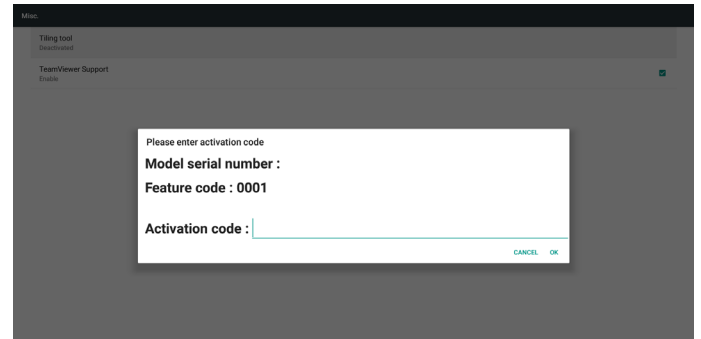 Misc.
Tiling tool
Deactivated
TeamViewer Support
Enable
Please enter activation code
Model serial number :
Feature code : 0001
Activation code :
CANCEL OK